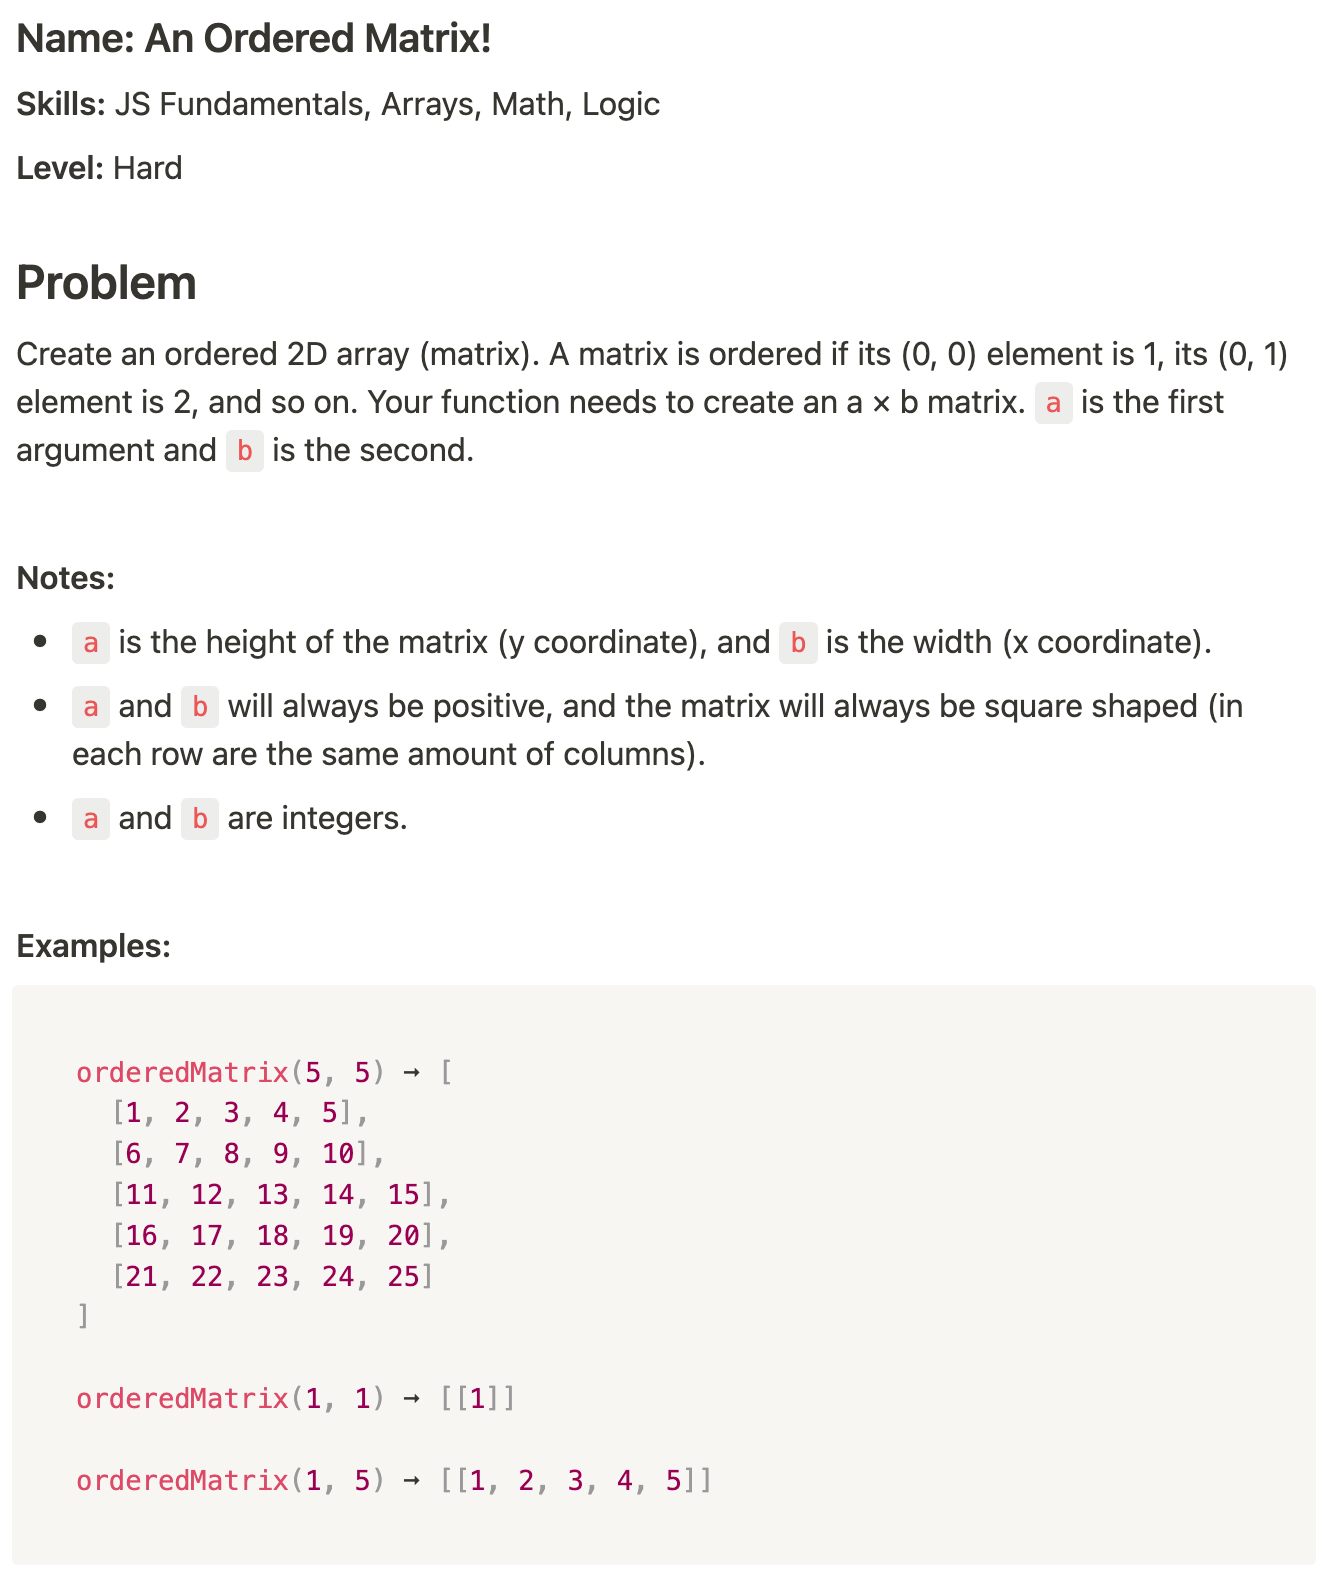 Name: An Ordered Matrix!
Skills: JS Fundamentals, Arrays, Math, Logic
Level: Hard
Problem
Create an ordered 2D array (matrix). A matrix is ordered if its (0, 0) element is 1, its (0, 1)
element is 2, and so on. Your function needs to create an a × b matrix. a is the first
argument and b is the second.
Notes:
• a is the height of the matrix (y coordinate), and b is the width (x coordinate).
• a and b will always be positive, and the matrix will always be square shaped (in
each row are the same amount of columns).
• a and b are integers.
Examples:
orderedMatrix(5, 5) ➞ [
  [1, 2, 3, 4, 5],
  [6, 7, 8, 9, 10],
  [11, 12, 13, 14, 15],
  [16, 17, 18, 19, 20],
  [21, 22, 23, 24, 25]
]
orderedMatrix(1, 1) ➞ [[1]]
orderedMatrix(1, 5) ➞ [[1, 2, 3, 4, 5]]